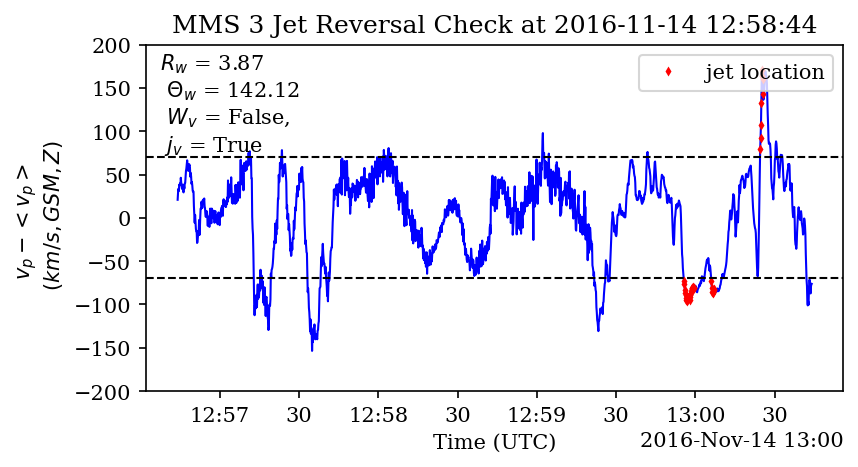 MMS 3 Jet Reversal Check at 2016-11-14 12:58:44
R_w = 3.87
Θ_w = 142.12
W_v = False,
j_v = True
jet location
v_p − < v_p >
(km/s, GSM, Z)
200
150
100
50
0
−50
−100
−150
−200
12:57 30 12:58 30 12:59 30 13:00 30
Time (UTC)
2016-Nov-14 13:00